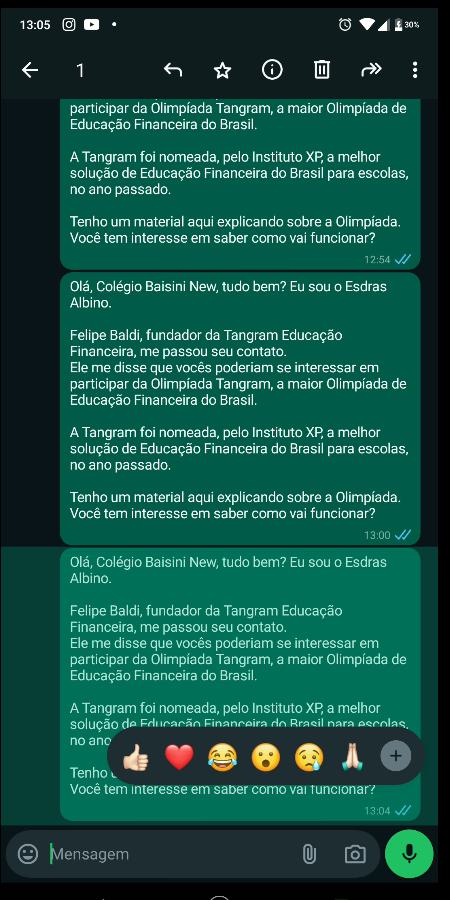 13:05
30%
1
participar da Olimpíada Tangram, a maior Olimpíada de
Educação Financeira do Brasil.
A Tangram foi nomeada, pelo Instituto XP, a melhor
solução de Educação Financeira do Brasil para escolas,
no ano passado.
Tenho um material aqui explicando sobre a Olimpíada.
Você tem interesse em saber como vai funcionar?
12:54
Olá, Colégio Baisini New, tudo bem? Eu sou o Esdras
Albino.
Felipe Baldi, fundador da Tangram Educação
Financeira, me passou seu contato.
Ele me disse que vocês poderiam se interessar em
participar da Olimpíada Tangram, a maior Olimpíada de
Educação Financeira do Brasil.
A Tangram foi nomeada, pelo Instituto XP, a melhor
solução de Educação Financeira do Brasil para escolas,
no ano passado.
Tenho um material aqui explicando sobre a Olimpíada.
Você tem interesse em saber como vai funcionar?
13:00
Olá, Colégio Baisini New, tudo bem? Eu sou o Esdras
Albino.
Felipe Baldi, fundador da Tangram Educação
Financeira, me passou seu contato.
Ele me disse que vocês poderiam se interessar em
participar da Olimpíada Tangram, a maior Olimpíada de
Educação Financeira do Brasil.
A Tangram foi nomeada, pelo Instituto XP, a melhor
solução de Educação Financeira do Brasil para escolas,
no ano
Tenho
Você tem interesse em saber como vai funcionar?
13:04
Mensagem